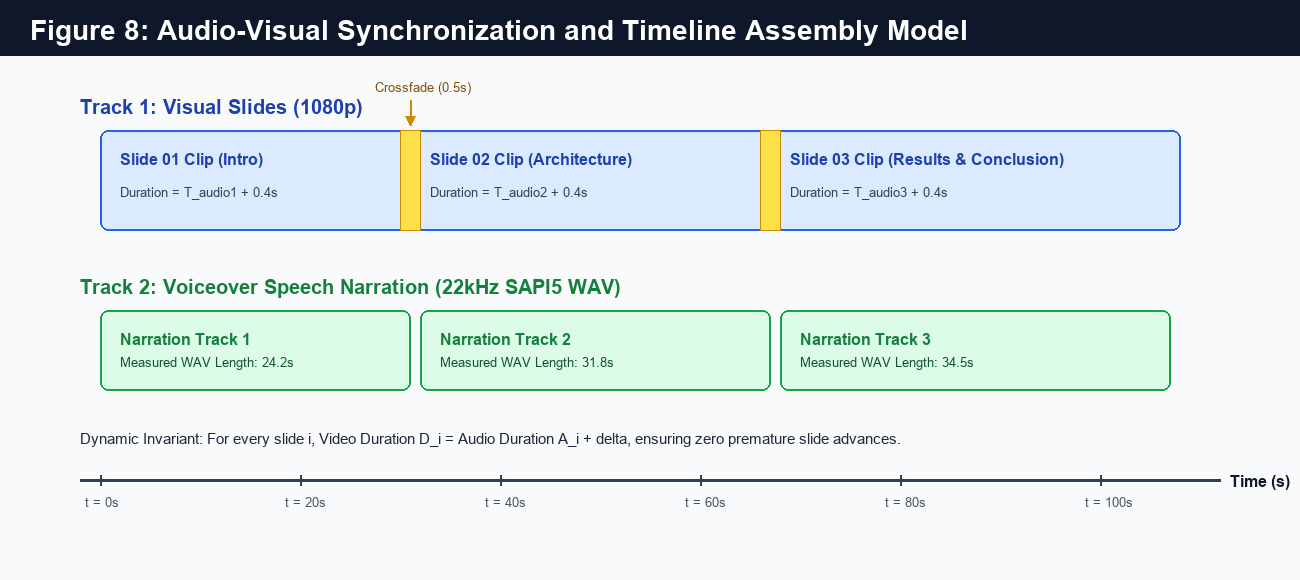 Figure 8: Audio-Visual Synchronization and Timeline Assembly Model
Crossfade (0.5s)
Track 1: Visual Slides (1080p)
Slide 01 Clip (Intro)
Duration = T_audio1 + 0.4s
Slide 02 Clip (Architecture)
Duration = T_audio2 + 0.4s
Slide 03 Clip (Results & Conclusion)
Duration = T_audio3 + 0.4s
Track 2: Voiceover Speech Narration (22kHz SAPI5 WAV)
Narration Track 1
Measured WAV Length: 24.2s
Narration Track 2
Measured WAV Length: 31.8s
Narration Track 3
Measured WAV Length: 34.5s
Dynamic Invariant: For every slide i, Video Duration D_i = Audio Duration A_i + delta, ensuring zero premature slide advances.
Time (s)
t = 0s
t = 20s
t = 40s
t = 60s
t = 80s
t = 100s